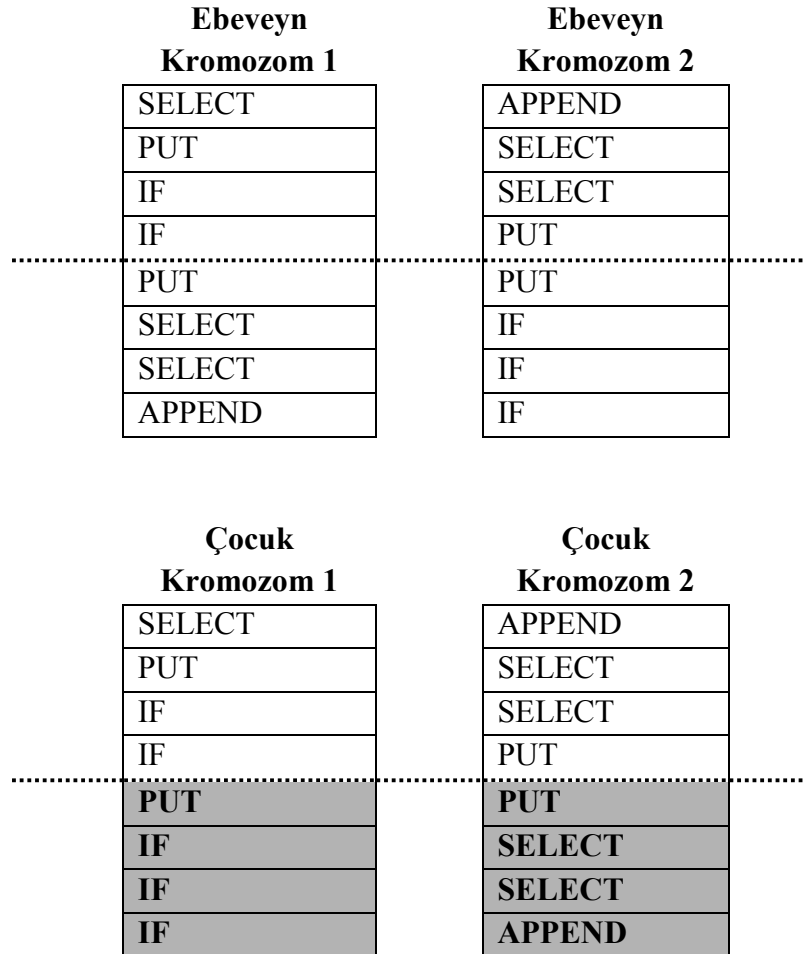 Ebeveyn
Kromozom 1
SELECT
PUT
IF
IF
PUT
SELECT
SELECT
APPEND
Ebeveyn
Kromozom 2
APPEND
SELECT
SELECT
PUT
PUT
IF
IF
IF
Çocuk
Kromozom 1
SELECT
PUT
IF
IF
PUT
IF
IF
IF
Çocuk
Kromozom 2
APPEND
SELECT
SELECT
PUT
PUT
SELECT
SELECT
APPEND